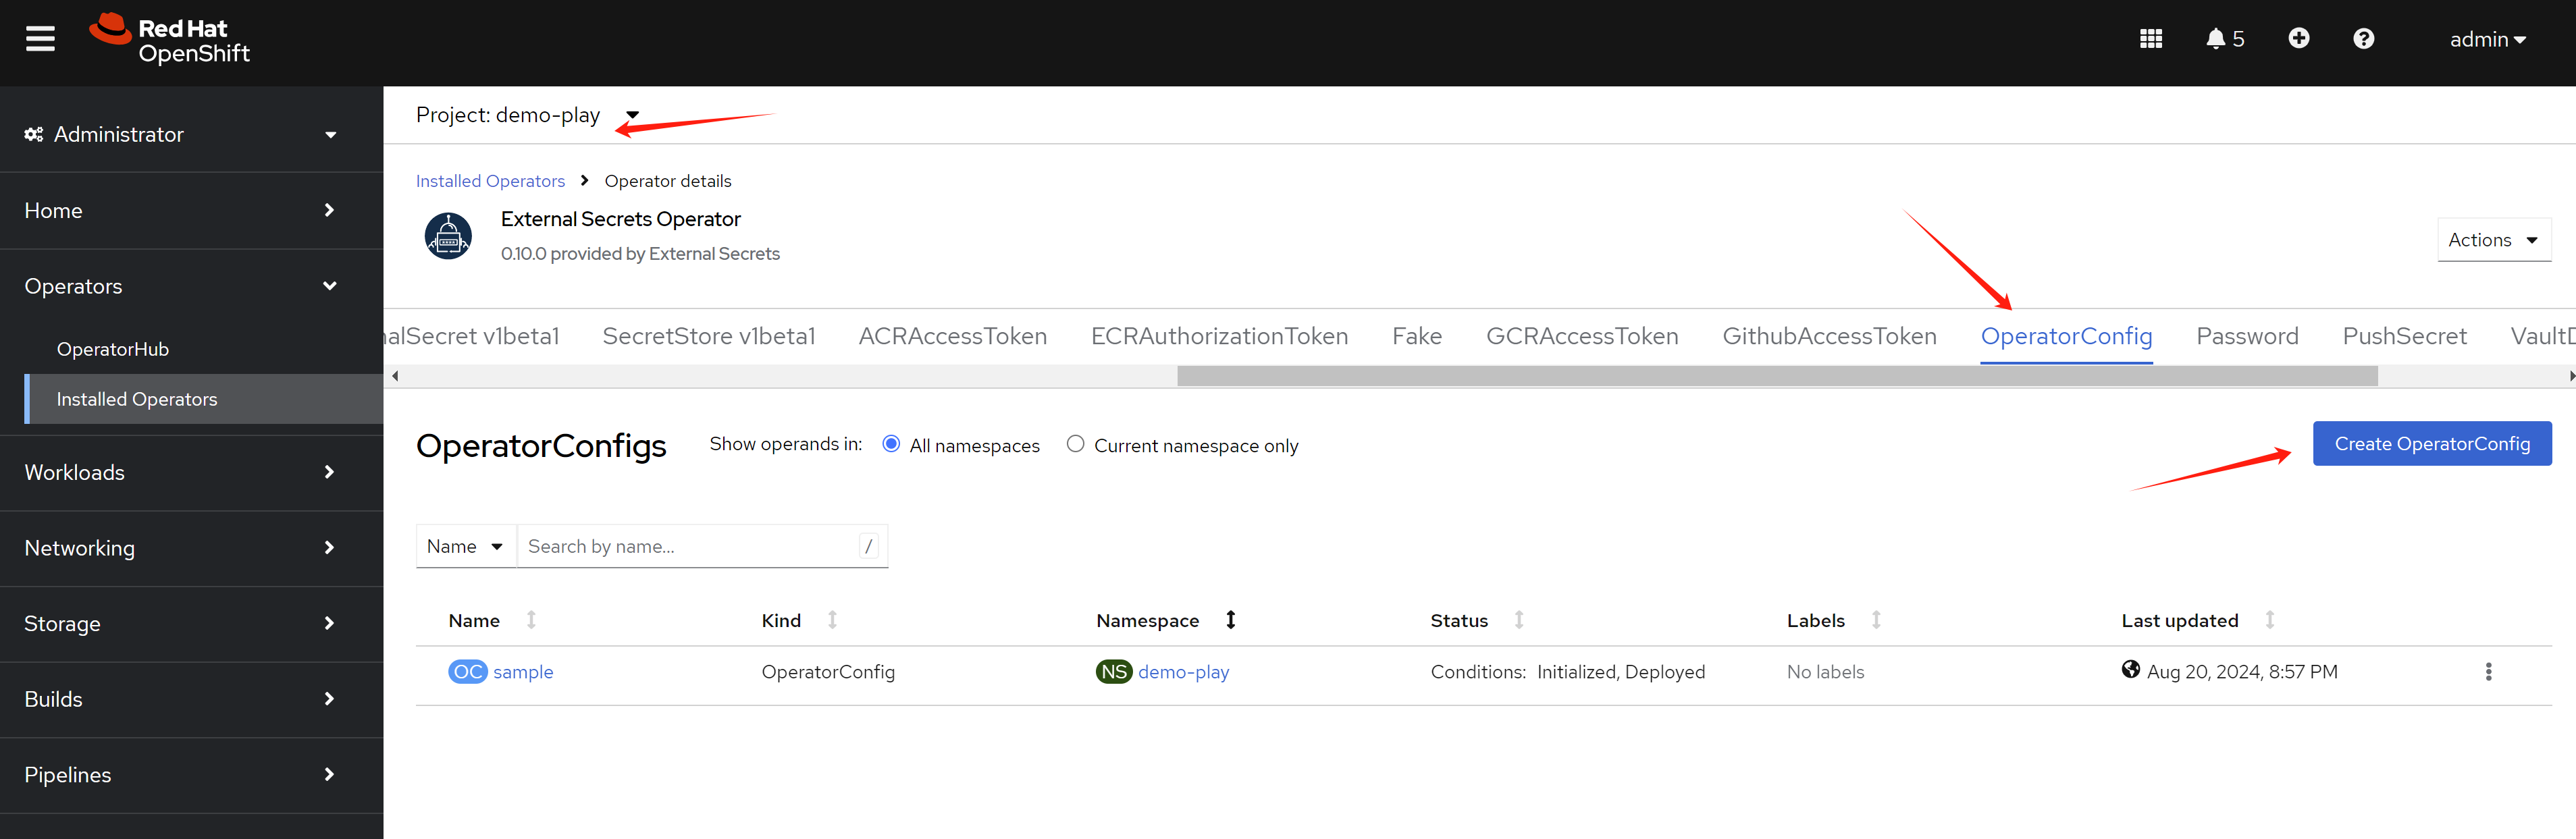 Red Hat
OpenShift
5
admin
Administrator
Home
Operators
OperatorHub
Installed Operators
Workloads
Networking
Storage
Builds
Pipelines
Project: demo-play
Installed Operators > Operator details
External Secrets Operator
0.10.0 provided by External Secrets
Actions
nalSecret v1beta1 SecretStore v1beta1 ACRAccessToken ECRAuthorizationToken Fake GCRAccessToken GithubAccessToken OperatorConfig Password PushSecret VaultD
OperatorConfigs Show operands in: All namespaces Current namespace only Create OperatorConfig
Name Search by name... /
Name Kind Namespace Status Labels Last updated
OC sample OperatorConfig NS demo-play Conditions: Initialized, Deployed No labels Aug 20, 2024, 8:57 PM